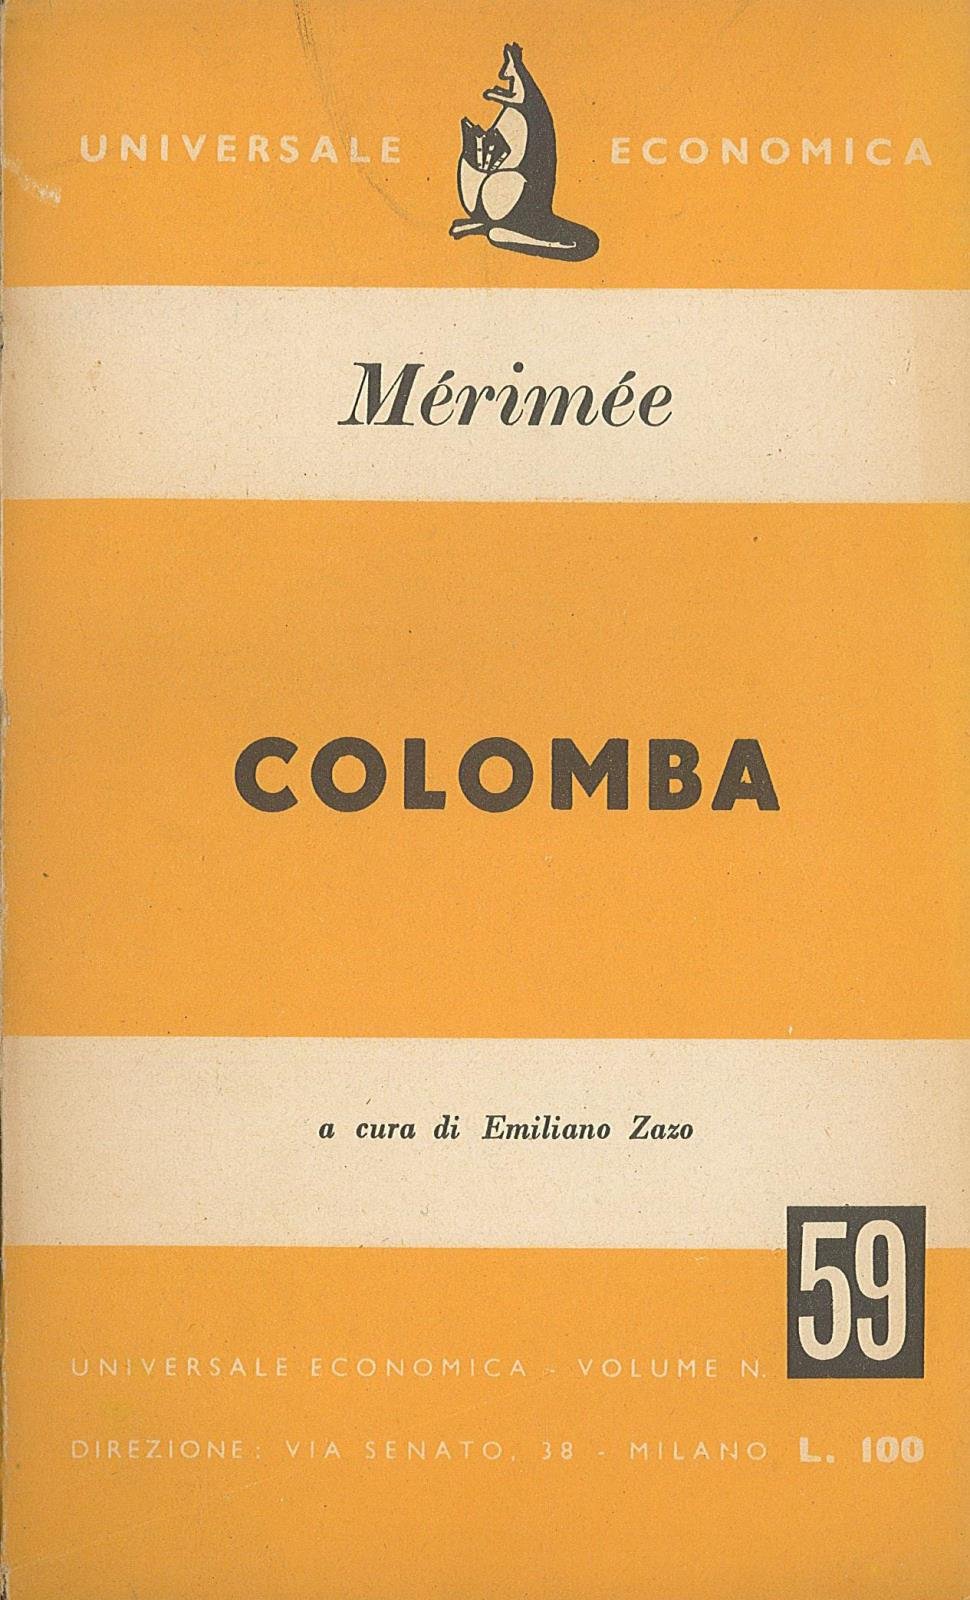 UNIVERSALE ECONOMICA
Mérimée
COLOMBA
a cura di Emiliano Zazo
59
UNIVERSALE ECONOMICA - VOLUME N.
DIREZIONE: VIA SENATO, 38 - MILANO L. 100